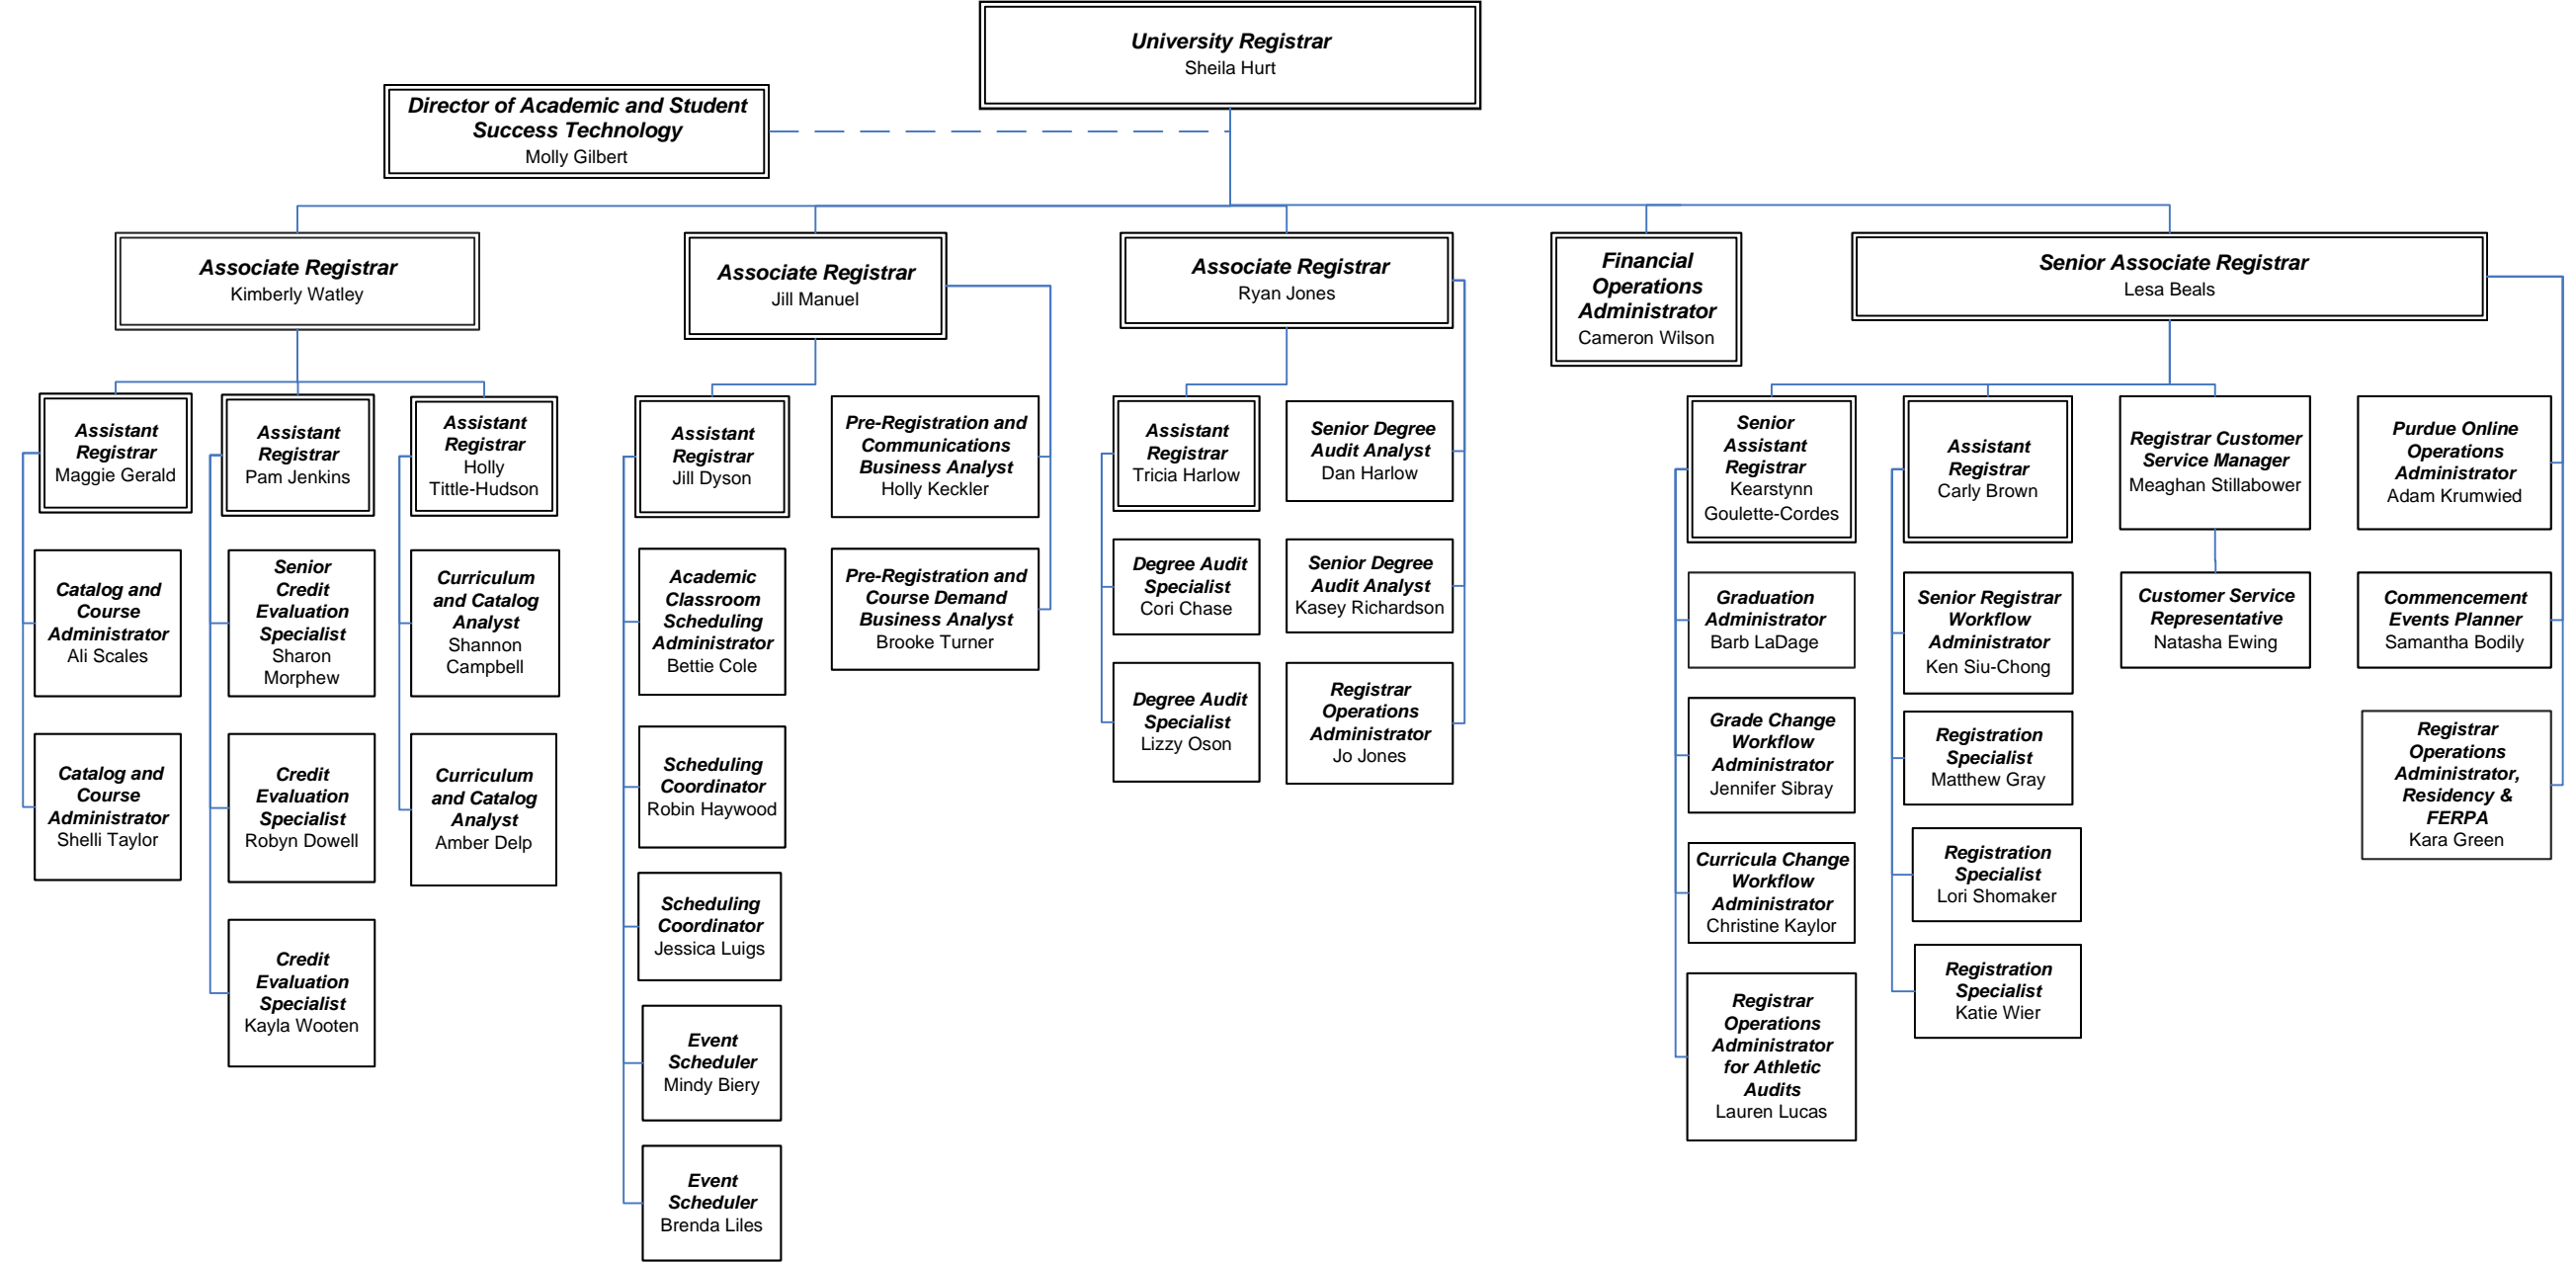 University Registrar
Sheila Hurt
Director of Academic and Student
Success Technology
Molly Gilbert
Associate Registrar
Kimberly Watley
Associate Registrar
Jill Manuel
Associate Registrar
Ryan Jones
Financial
Operations
Administrator
Cameron Wilson
Senior Associate Registrar
Lesa Beals
Assistant
Registrar
Maggie Gerald
Assistant
Registrar
Pam Jenkins
Assistant
Registrar
Holly
Tittle-Hudson
Assistant
Registrar
Jill Dyson
Pre-Registration and
Communications
Business Analyst
Holly Keckler
Assistant
Registrar
Tricia Harlow
Senior Degree
Audit Analyst
Dan Harlow
Senior
Assistant
Registrar
Kearstynn
Goulette-Cordes
Assistant
Registrar
Carly Brown
Registrar Customer
Service Manager
Meaghan Stillabower
Purdue Online
Operations
Administrator
Adam Krumwied
Catalog and
Course
Administrator
Ali Scales
Senior
Credit
Evaluation
Specialist
Sharon
Morphew
Curriculum
and Catalog
Analyst
Shannon
Campbell
Academic
Classroom
Scheduling
Administrator
Bettie Cole
Pre-Registration and
Course Demand
Business Analyst
Brooke Turner
Degree Audit
Specialist
Cori Chase
Senior Degree
Audit Analyst
Kasey Richardson
Graduation
Administrator
Barb LaDage
Senior Registrar
Workflow
Administrator
Ken Siu-Chong
Customer Service
Representative
Natasha Ewing
Commencement
Events Planner
Samantha Bodily
Catalog and
Course
Administrator
Shelli Taylor
Credit
Evaluation
Specialist
Robyn Dowell
Curriculum
and Catalog
Analyst
Amber Delp
Scheduling
Coordinator
Robin Haywood
Degree Audit
Specialist
Lizzy Oson
Registrar
Operations
Administrator
Jo Jones
Grade Change
Workflow
Administrator
Jennifer Sibray
Registration
Specialist
Matthew Gray
Registrar
Operations
Administrator,
Residency &
FERPA
Kara Green
Credit
Evaluation
Specialist
Kayla Wooten
Scheduling
Coordinator
Jessica Luigs
Curricula Change
Workflow
Administrator
Christine Kaylor
Registration
Specialist
Lori Shomaker
Event
Scheduler
Mindy Biery
Registrar
Operations
Administrator
for Athletic
Audits
Lauren Lucas
Registration
Specialist
Katie Wier
Event
Scheduler
Brenda Liles